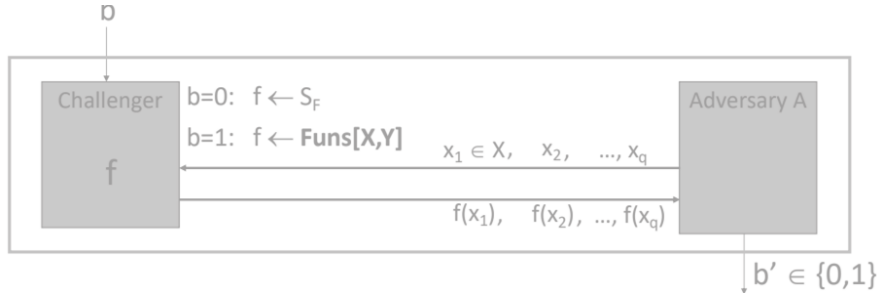 b
Challenger
b=0: f ← S_F
Adversary A
b=1: f ← Funs[X,Y]
f
x₁ ∈ X, x₂, ..., x_q
f(x₁), f(x₂), ..., f(x_q)
b’ ∈ {0,1}